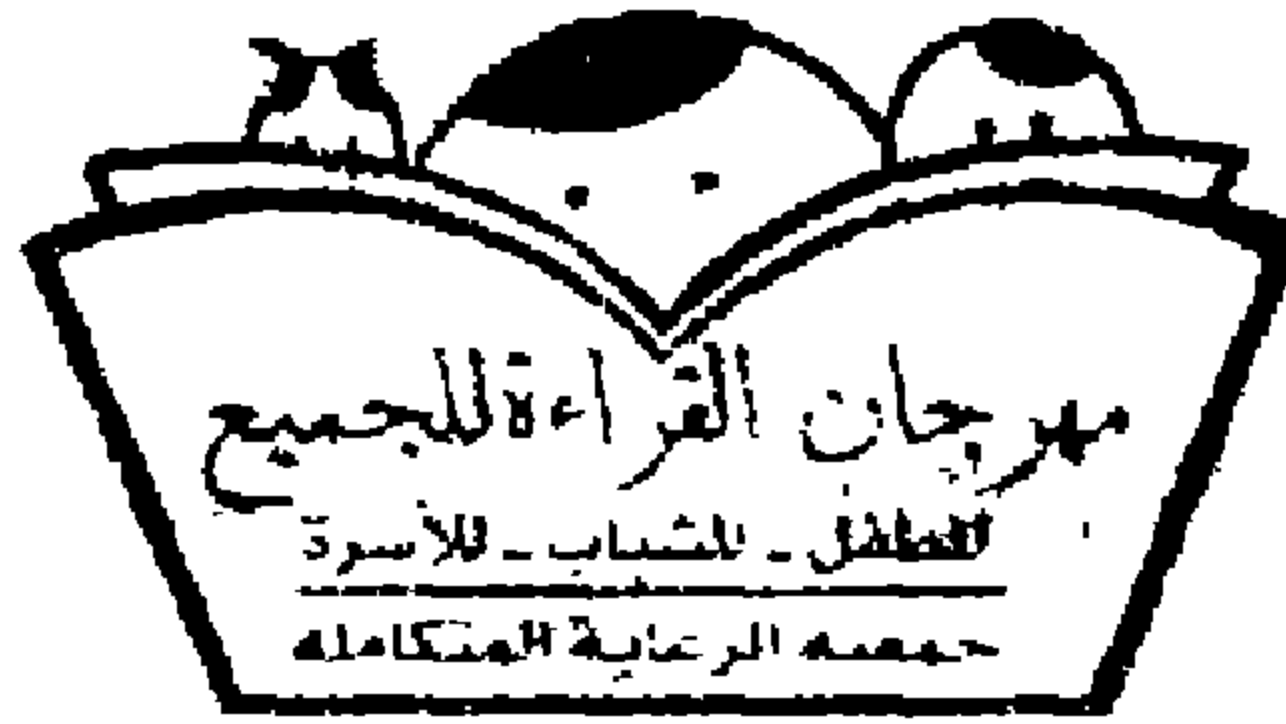 مهرجان القراءة للجميع
للطفل - للشباب - للأسرة
جمعية الرعاية المتكاملة